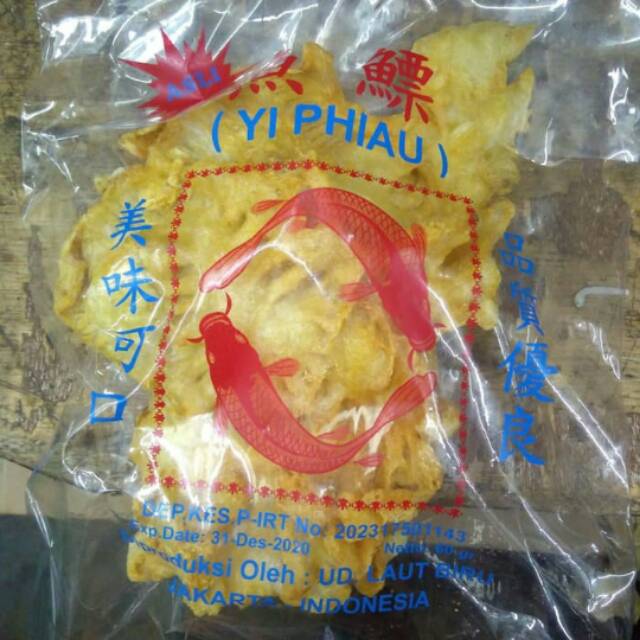 ASLI
魚鰾
( YI PHIAU )
美味可口
品質優良
DEP.KES.P-IRT No: 202317501143
Exp.Date: 31-Des-2020
Netto:
Diproduksi Oleh : UD. LAUT BIRU
JAKARTA - INDONESIA